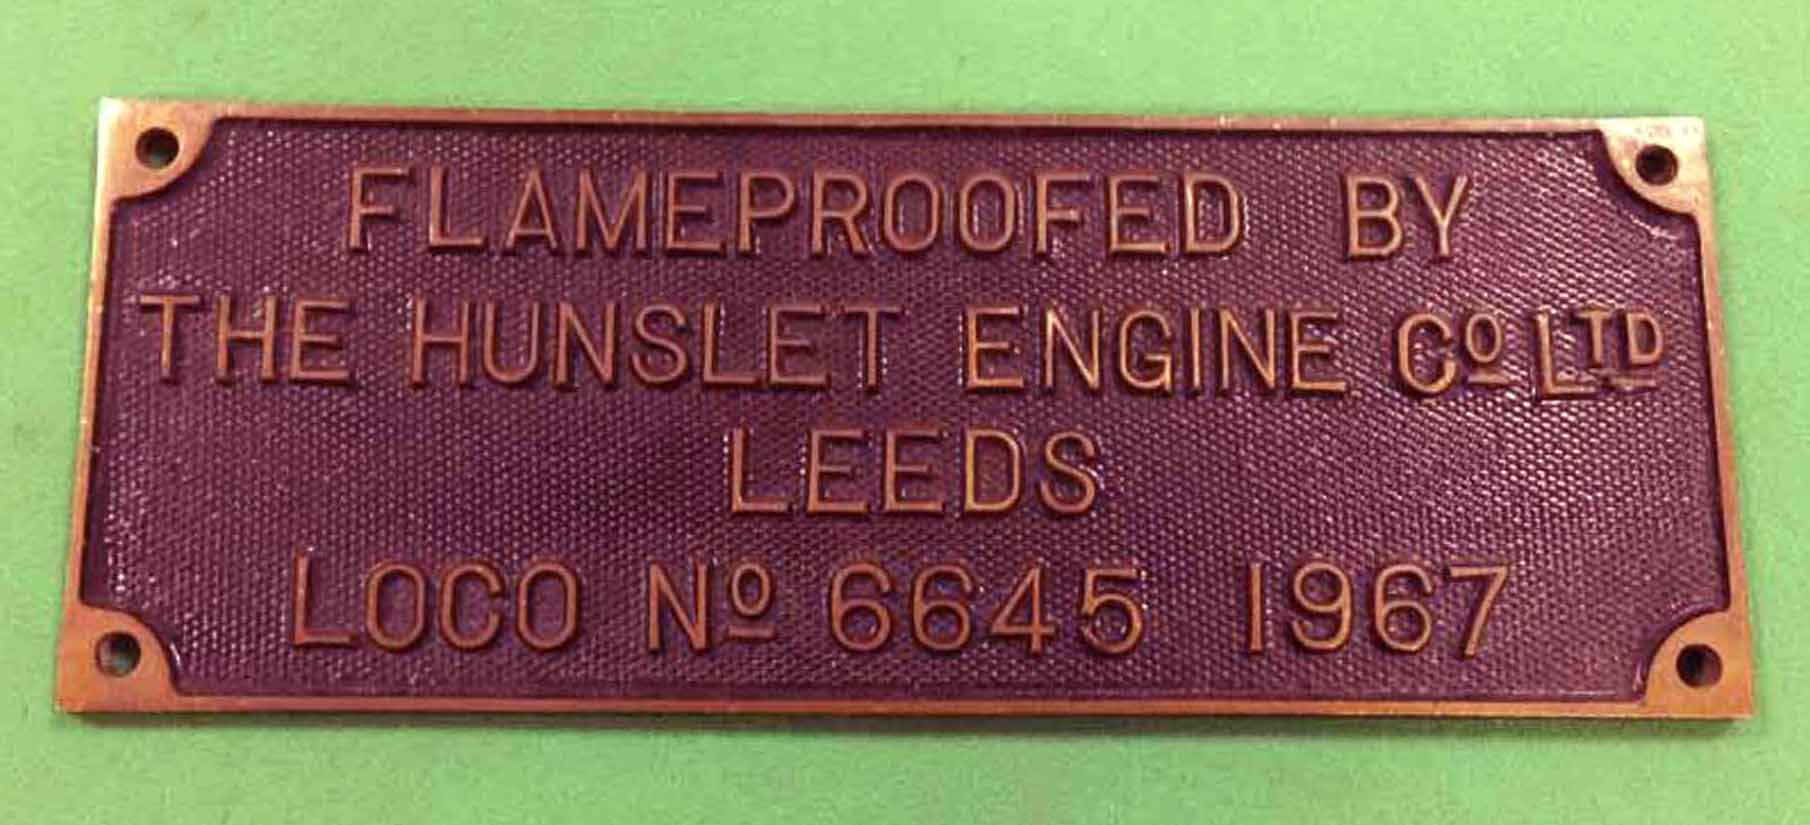 FLAMEPROOFED BY
THE HUNSLET ENGINE Cº LTD
LEEDS
LOCO Nº 6645 1967